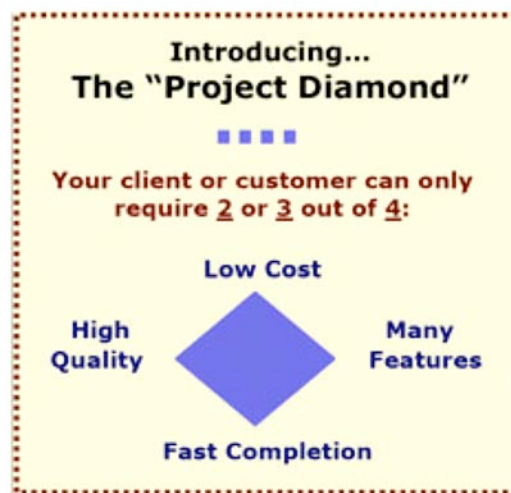 Introducing...
The “Project Diamond”
Your client or customer can only
require 2 or 3 out of 4:
Low Cost
High
Quality
Many
Features
Fast Completion